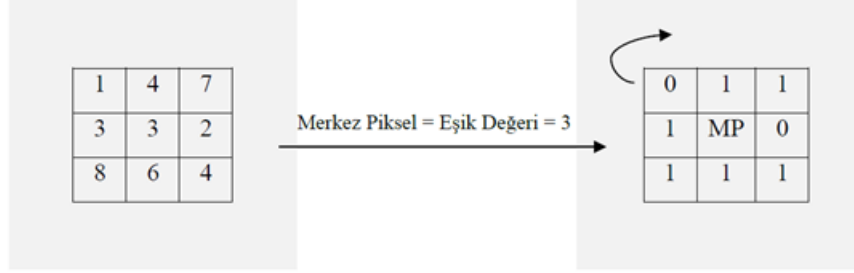 1 4 7
3 3 2
8 6 4
Merkez Piksel = Eşik Değeri = 3
0 1 1
1 MP 0
1 1 1